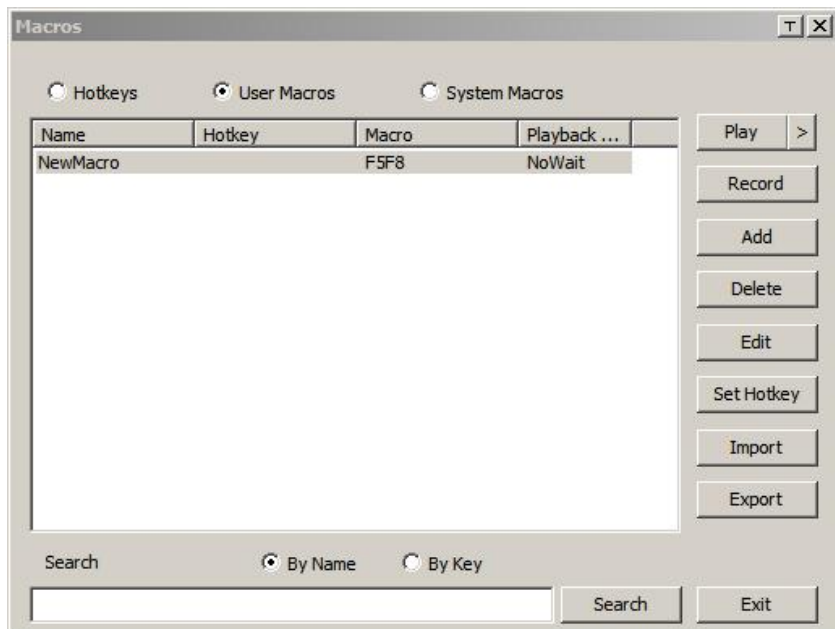 Macros
Hotkeys User Macros System Macros
Name Hotkey Macro Playback ...
NewMacro F5F8 NoWait
Play >
Record
Add
Delete
Edit
Set Hotkey
Import
Export
Search By Name By Key
Search Exit